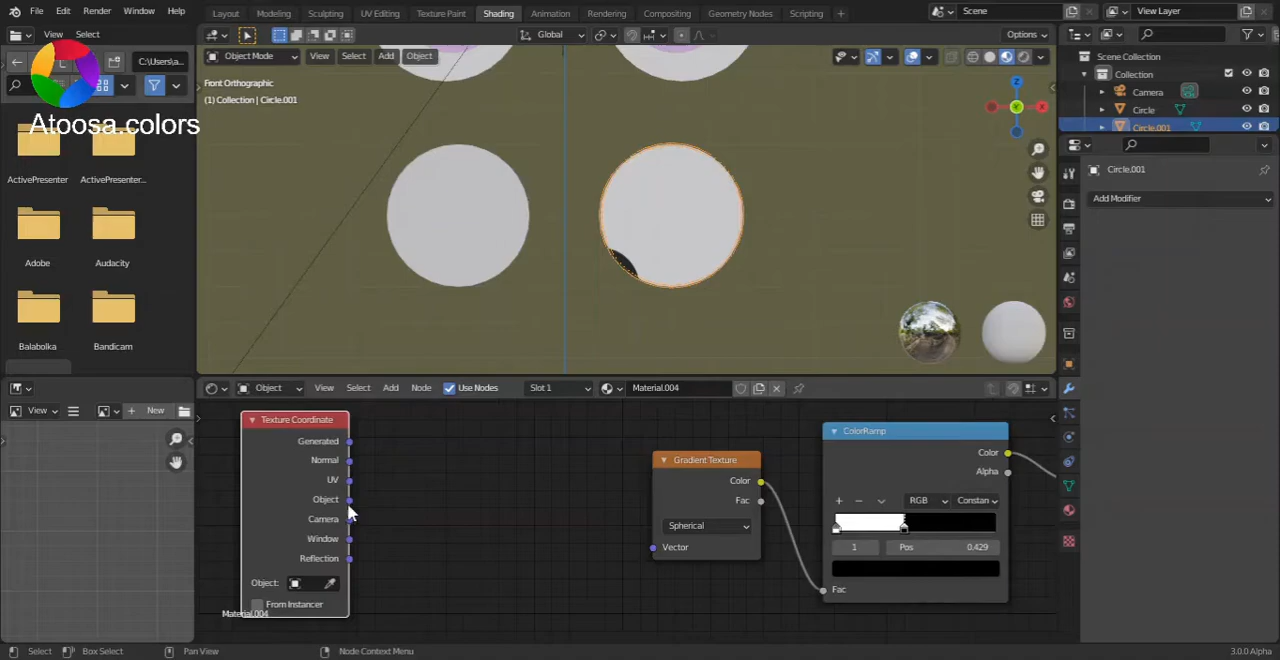 File Edit Render Window Help Layout Modeling Sculpting UV Editing Texture Paint Shading Animation Rendering Compositing Geometry Nodes Scripting Scene View Layer
View Select Global Options
C:\Users\a... Object Mode View Select Add Object
Atoosa.colors
Front Orthographic
(1) Collection | Circle.001
Z
X
Y
Scene Collection
Collection
Camera
Circle
Circle.001
Circle.001
Add Modifier
ActivePresenter ActivePresenter...
Adobe Audacity
Balabolka Bandicam
Object View Select Add Node Use Nodes Slot 1 Material.004
View New
Texture Coordinate
Generated
Normal
UV
Object
Camera
Window
Reflection
Object:
From Instancer
Material.004
Gradient Texture
Color
Fac
Spherical
Vector
ColorRamp
Color
Alpha
RGB Constan
1 Pos 0.429
Fac
Select Box Select Pan View Node Context Menu 3.0.0 Alpha